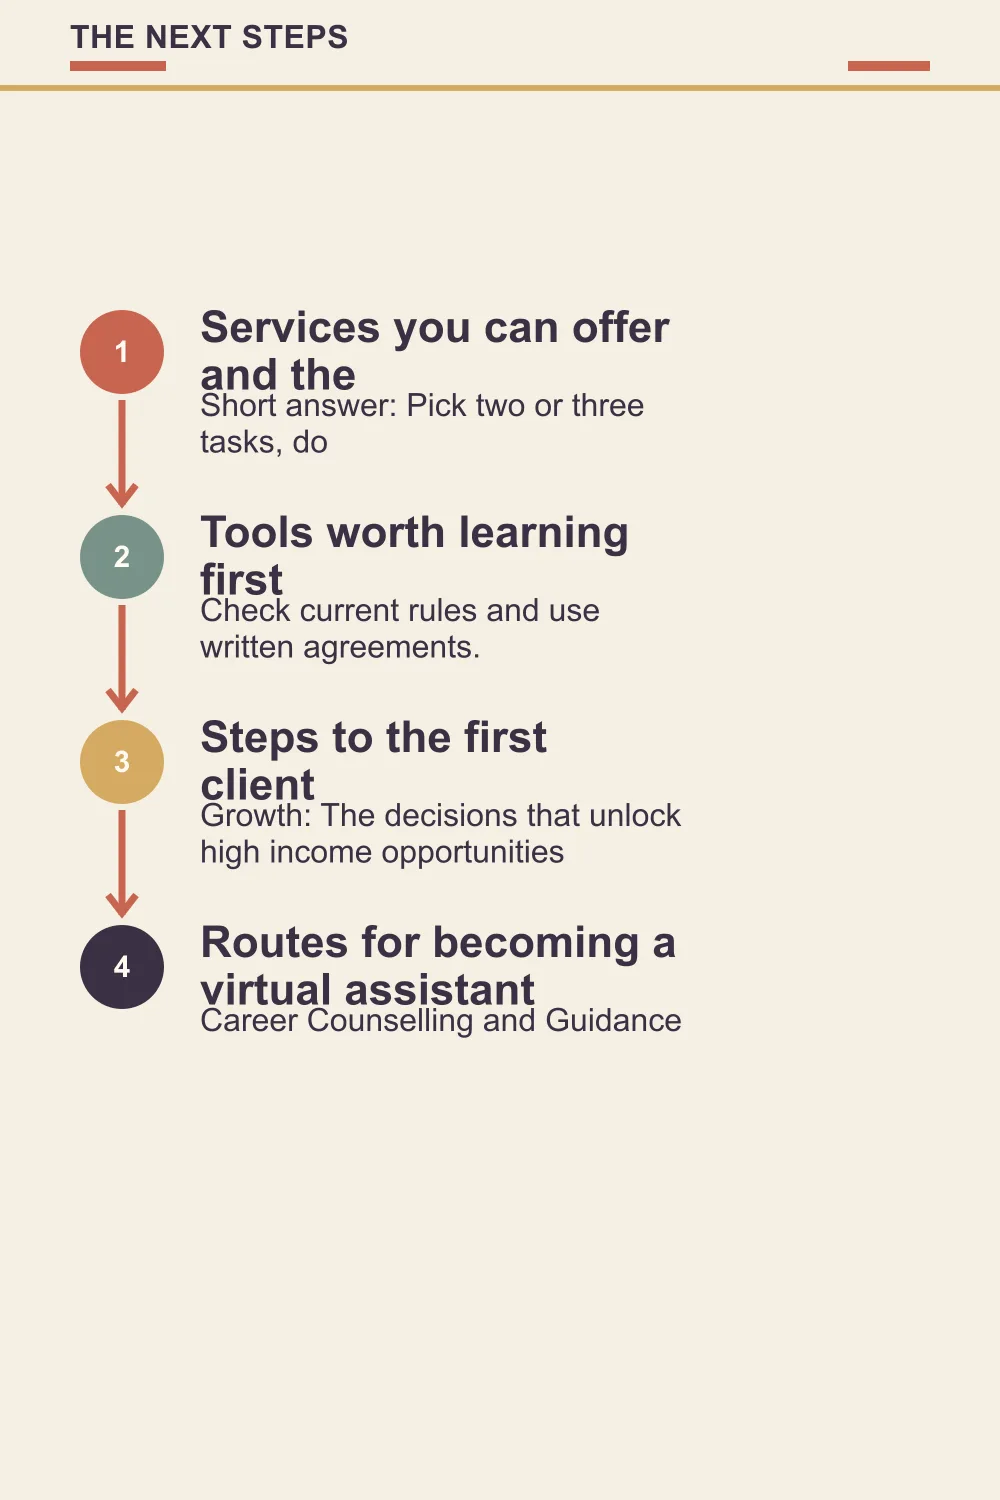 THE NEXT STEPS
1
Services you can offer
and the
Short answer: Pick two or three
tasks, do
2
Tools worth learning
first
Check current rules and use
written agreements.
3
Steps to the first
client
Growth: The decisions that unlock
high income opportunities
4
Routes for becoming a
virtual assistant
Career Counselling and Guidance